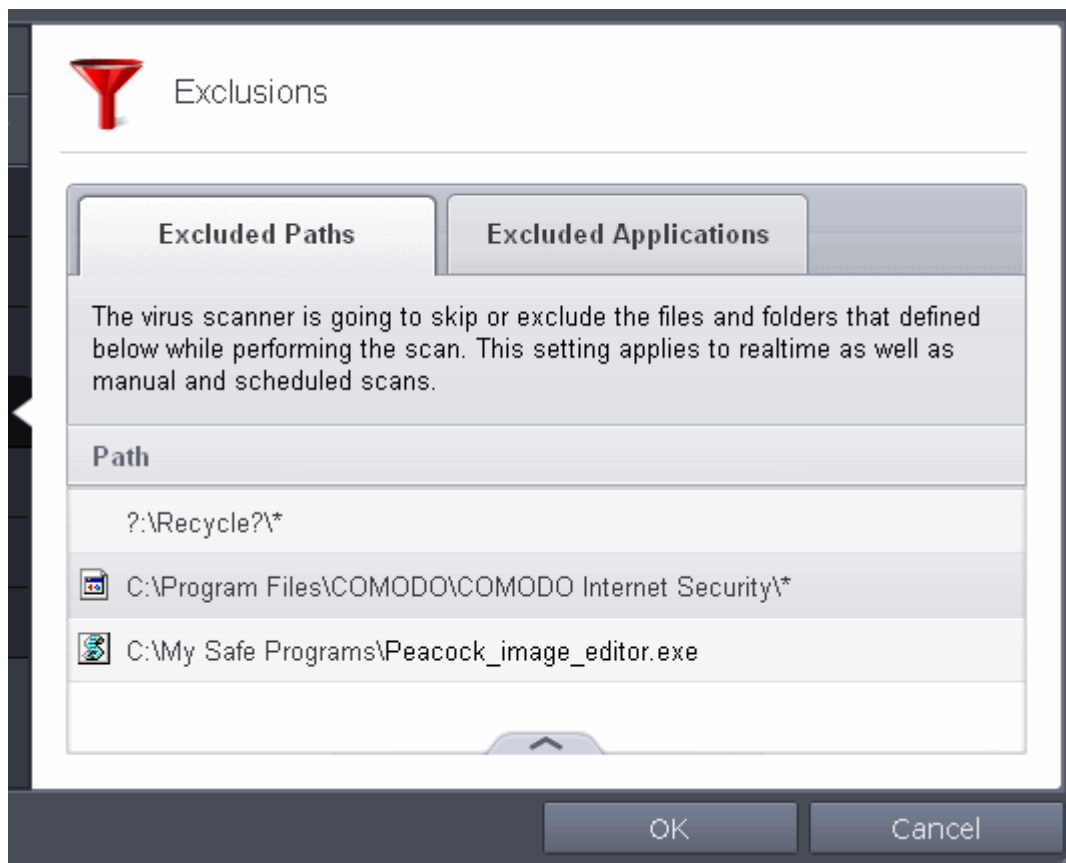 Exclusions
Excluded Paths
Excluded Applications
The virus scanner is going to skip or exclude the files and folders that defined
below while performing the scan. This setting applies to realtime as well as
manual and scheduled scans.
Path
?:\Recycle?\*
C:\Program Files\COMODO\COMODO Internet Security\*
C:\My Safe Programs\Peacock_image_editor.exe
OK
Cancel